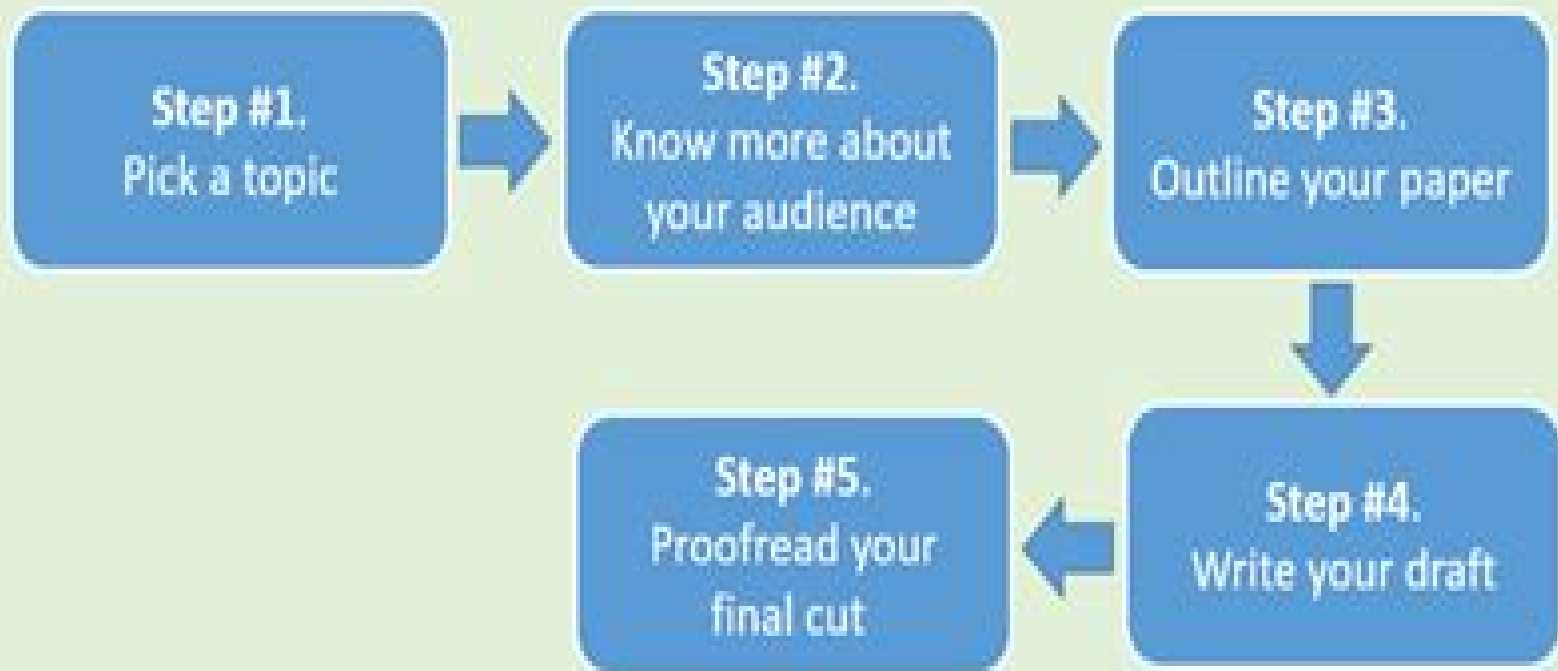 Step #1.
Pick a topic
Step #2.
Know more about
your audience
Step #3.
Outline your paper
Step #4.
Write your draft
Step #5.
Proofread your
final cut